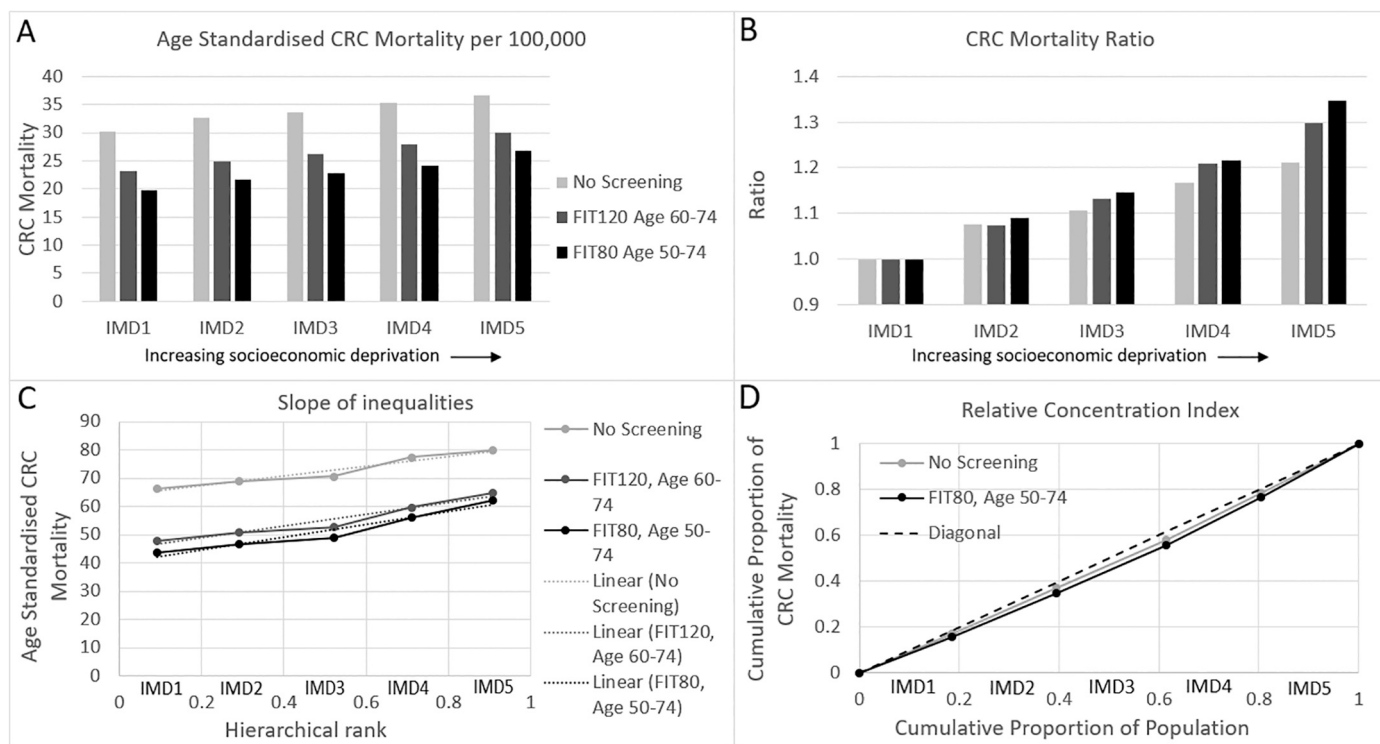 A
Age Standardised CRC Mortality per 100,000
CRC Mortality
40
35
30
25
20
15
10
5
0
IMD1 IMD2 IMD3 IMD4 IMD5
Increasing socioeconomic deprivation
No Screening
FIT120 Age 60-74
FIT80 Age 50-74
B
CRC Mortality Ratio
Ratio
1.4
1.3
1.2
1.1
1.0
0.9
IMD1 IMD2 IMD3 IMD4 IMD5
Increasing socioeconomic deprivation
C
Slope of inequalities
Age Standardised CRC
Mortality
90
80
70
60
50
40
30
20
10
0
IMD1 IMD2 IMD3 IMD4 IMD5
0 0.2 0.4 0.6 0.8 1
Hierarchical rank
No Screening
FIT120, Age 60-
74
FIT80, Age 50-
74
Linear (No
Screening)
Linear (FIT120,
Age 60-74)
Linear (FIT80,
Age 50-74)
D
Relative Concentration Index
Cumulative Proportion of
CRC Mortality
1
0.8
0.6
0.4
0.2
0
No Screening
FIT80, Age 50-74
Diagonal
IMD1 IMD2 IMD3 IMD4 IMD5
0 0.2 0.4 0.6 0.8 1
Cumulative Proportion of Population